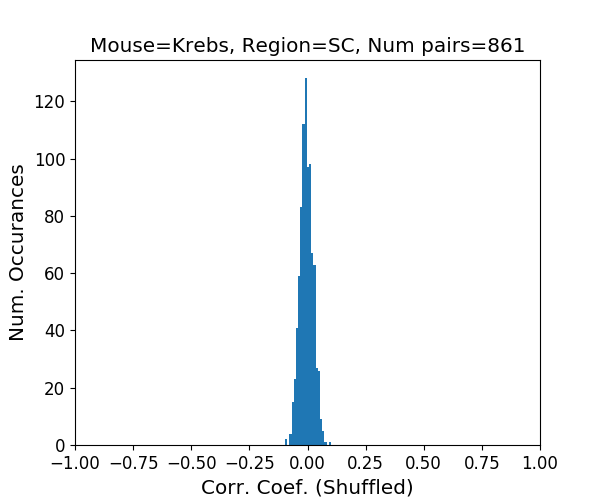 Mouse=Krebs, Region=SC, Num pairs=861
120
100
80
60
40
20
0
Num. Occurances
−1.00 −0.75 −0.50 −0.25 0.00 0.25 0.50 0.75 1.00
Corr. Coef. (Shuffled)